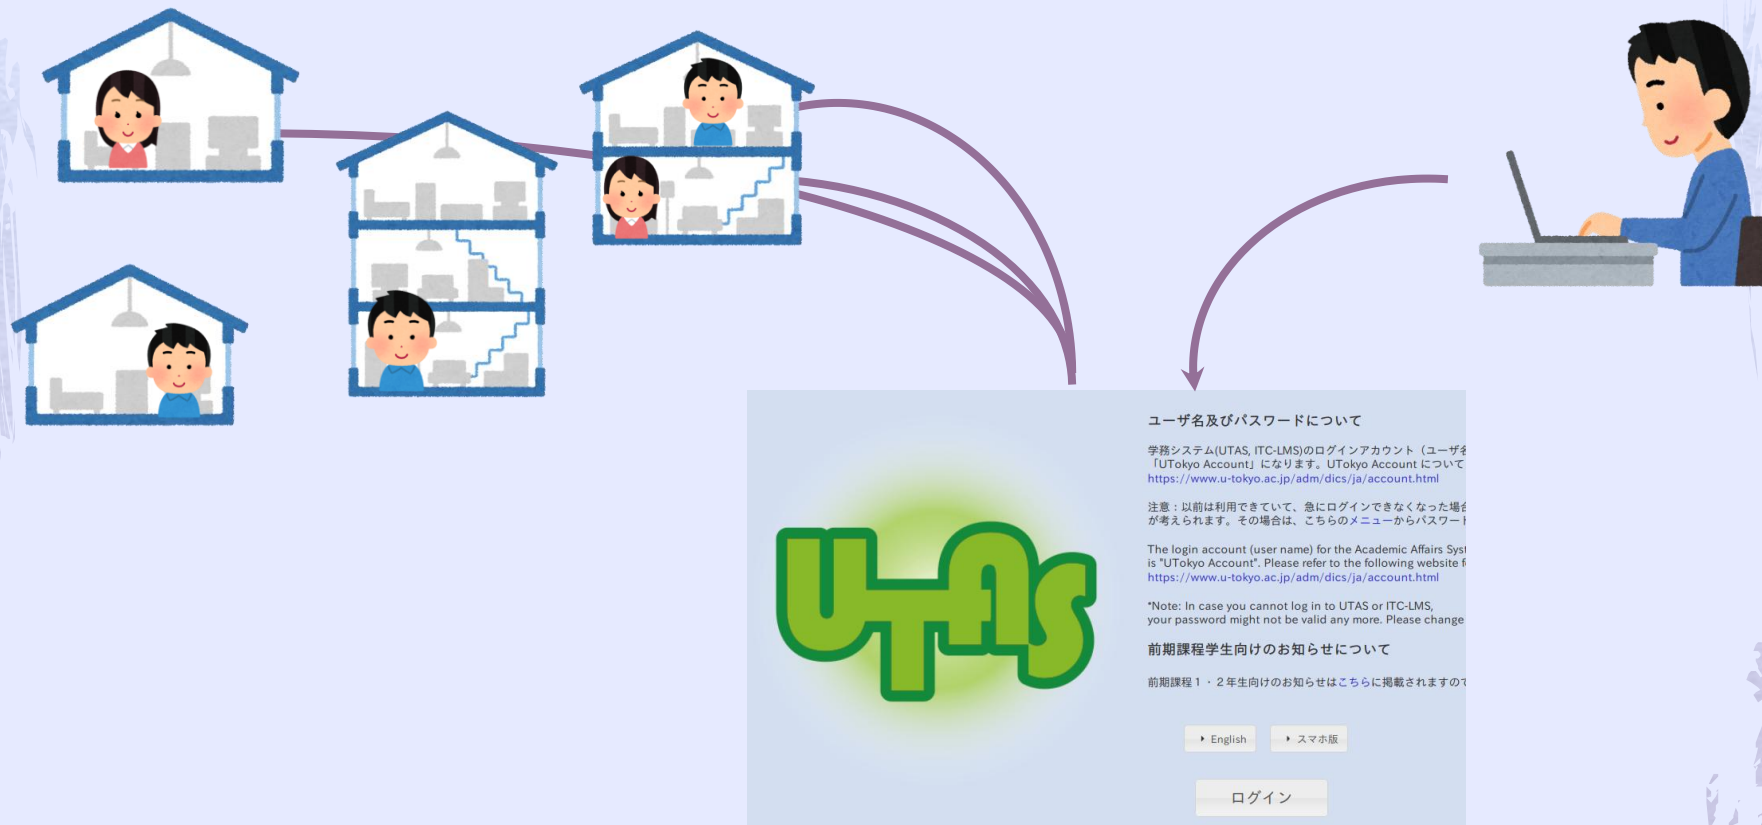 UTAS
ユーザ名及びパスワードについて
学務システム(UTAS, ITC-LMS)のログインアカウント（ユーザ名
「UTokyo Account」になります。UTokyo Account について
https://www.u-tokyo.ac.jp/adm/dics/ja/account.html
注意：以前は利用できていて、急にログインできなくなった場合
が考えられます。その場合は、こちらのメニューからパスワード
The login account (user name) for the Academic Affairs Syst
is "UTokyo Account". Please refer to the following website f
https://www.u-tokyo.ac.jp/adm/dics/ja/account.html
*Note: In case you cannot log in to UTAS or ITC-LMS,
your password might not be valid any more. Please change
前期課程学生向けのお知らせについて
前期課程１・２年生向けのお知らせはこちらに掲載されますので
English
スマホ版
ログイン